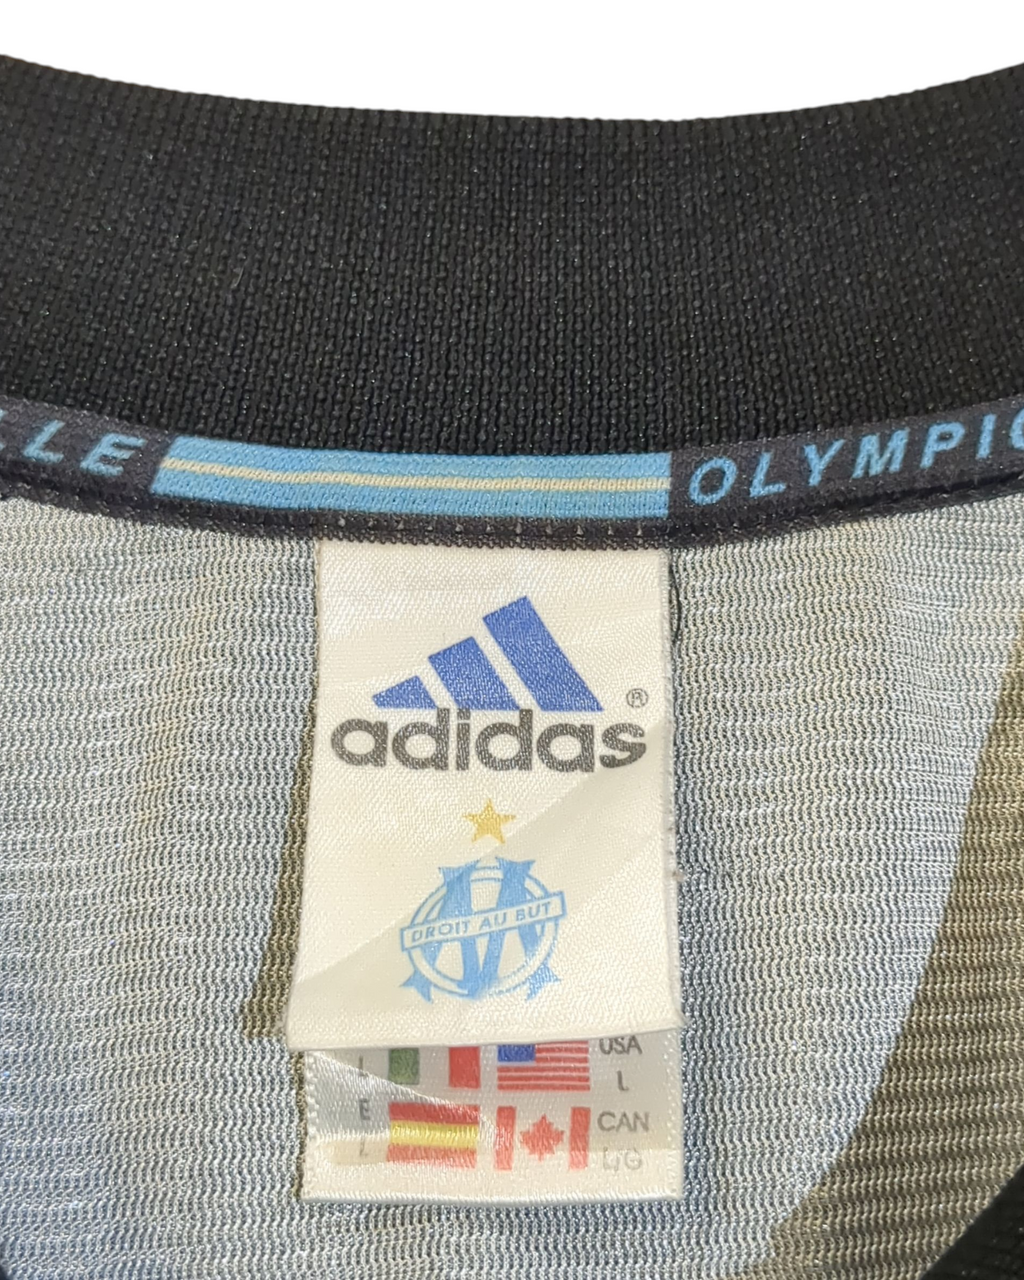 LLE OLYMPIC
adidas®
DROIT AU BUT
USA
L
E CAN
L/G